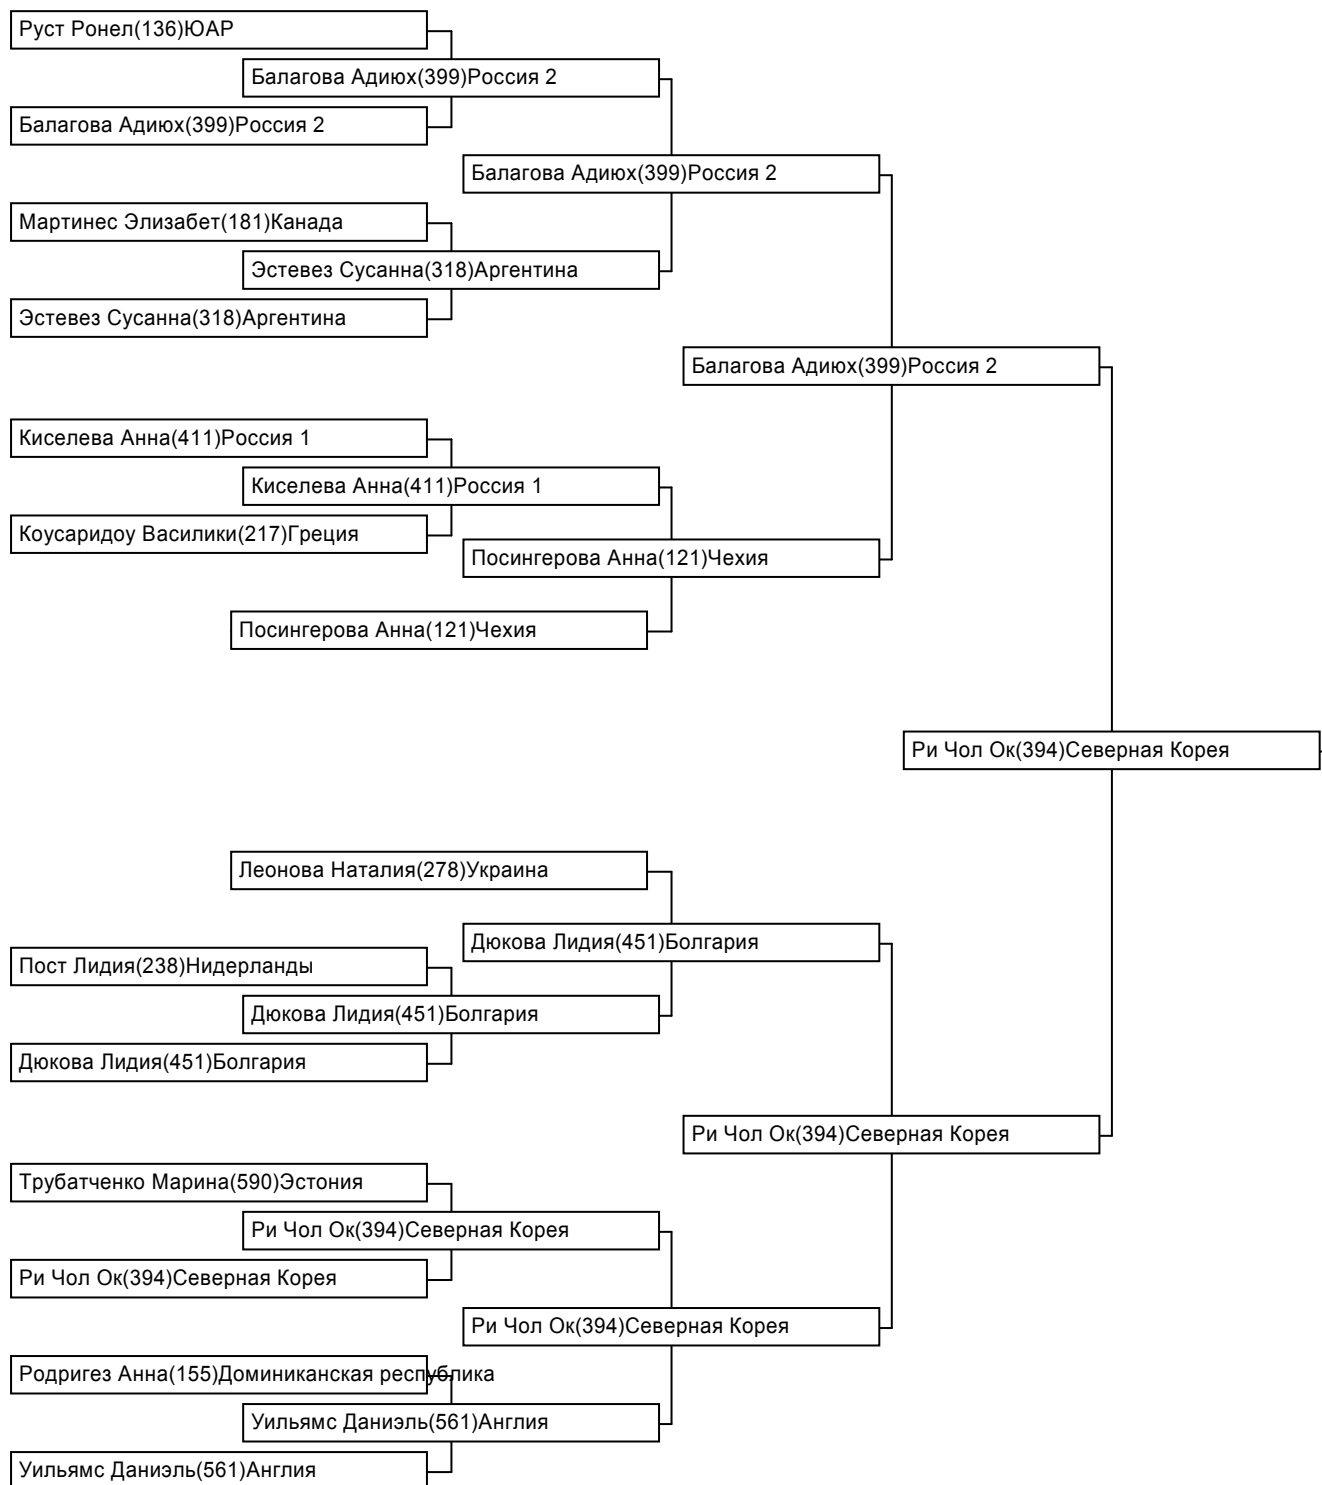 Руст Ронел(136)ЮАР
Балагова Адиюх(399)Россия 2
Балагова Адиюх(399)Россия 2
Балагова Адиюх(399)Россия 2
Мартинес Элизабет(181)Канада
Эстевез Сусанна(318)Аргентина
Эстевез Сусанна(318)Аргентина
Балагова Адиюх(399)Россия 2
Киселева Анна(411)Россия 1
Киселева Анна(411)Россия 1
Коусаридоу Василики(217)Греция
Посингерова Анна(121)Чехия
Посингерова Анна(121)Чехия
Ри Чол Ок(394)Северная Корея
Леонова Наталия(278)Украина
Дюкова Лидия(451)Болгария
Пост Лидия(238)Нидерланды
Дюкова Лидия(451)Болгария
Дюкова Лидия(451)Болгария
Ри Чол Ок(394)Северная Корея
Трубатченко Марина(590)Эстония
Ри Чол Ок(394)Северная Корея
Ри Чол Ок(394)Северная Корея
Ри Чол Ок(394)Северная Корея
Родригез Анна(155)Доминиканская республика
Уильямс Даниэль(561)Англия
Уильямс Даниэль(561)Англия